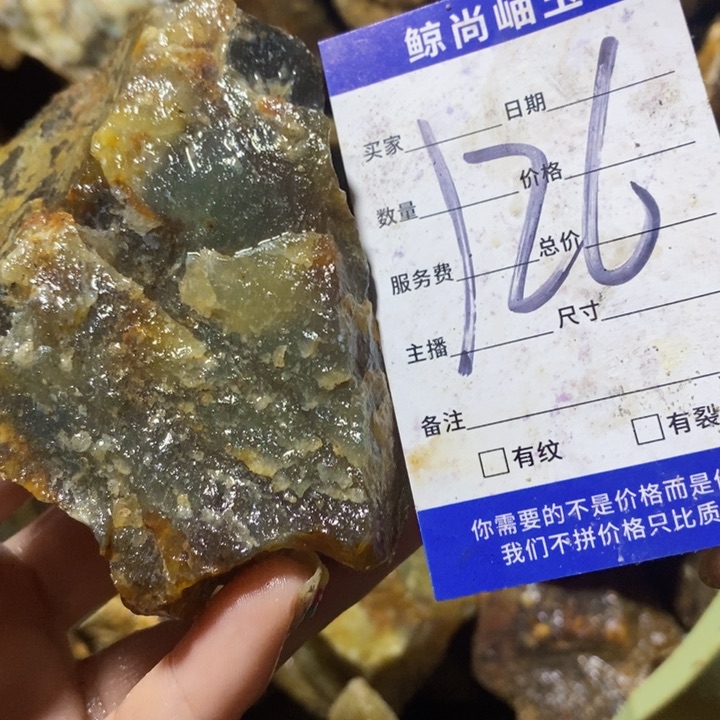 鲸尚岫玉
买家 日期
数量 价格
服务费 总价
主播 尺寸
备注
有纹 有裂
126
你需要的不是价格而是
我们不拼价格只比质